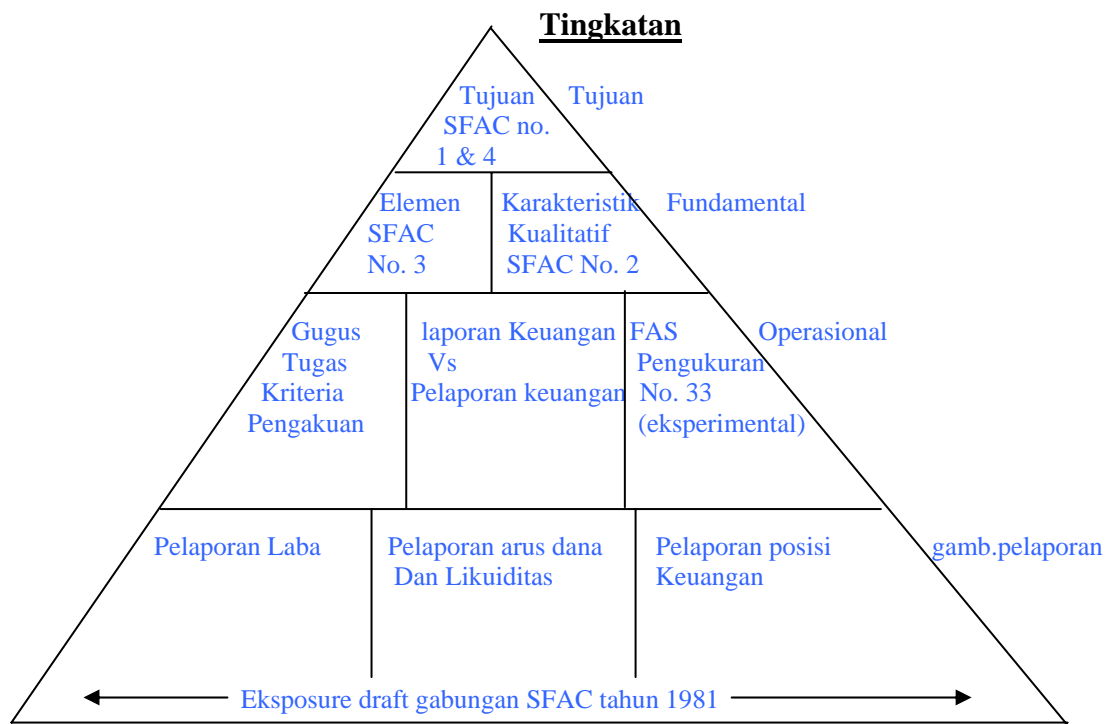 Tingkatan
Tujuan
SFAC no.
1 & 4
Tujuan
Elemen
SFAC
No. 3
Karakteristik
Kualitatif
SFAC No. 2
Fundamental
Gugus
Tugas
Kriteria
Pengakuan
laporan Keuangan
Vs
Pelaporan keuangan
FAS
Pengukuran
No. 33
(eksperimental)
Operasional
Pelaporan Laba
Pelaporan arus dana
Dan Likuiditas
Pelaporan posisi
Keuangan
gamb.pelaporan
Eksposure draft gabungan SFAC tahun 1981